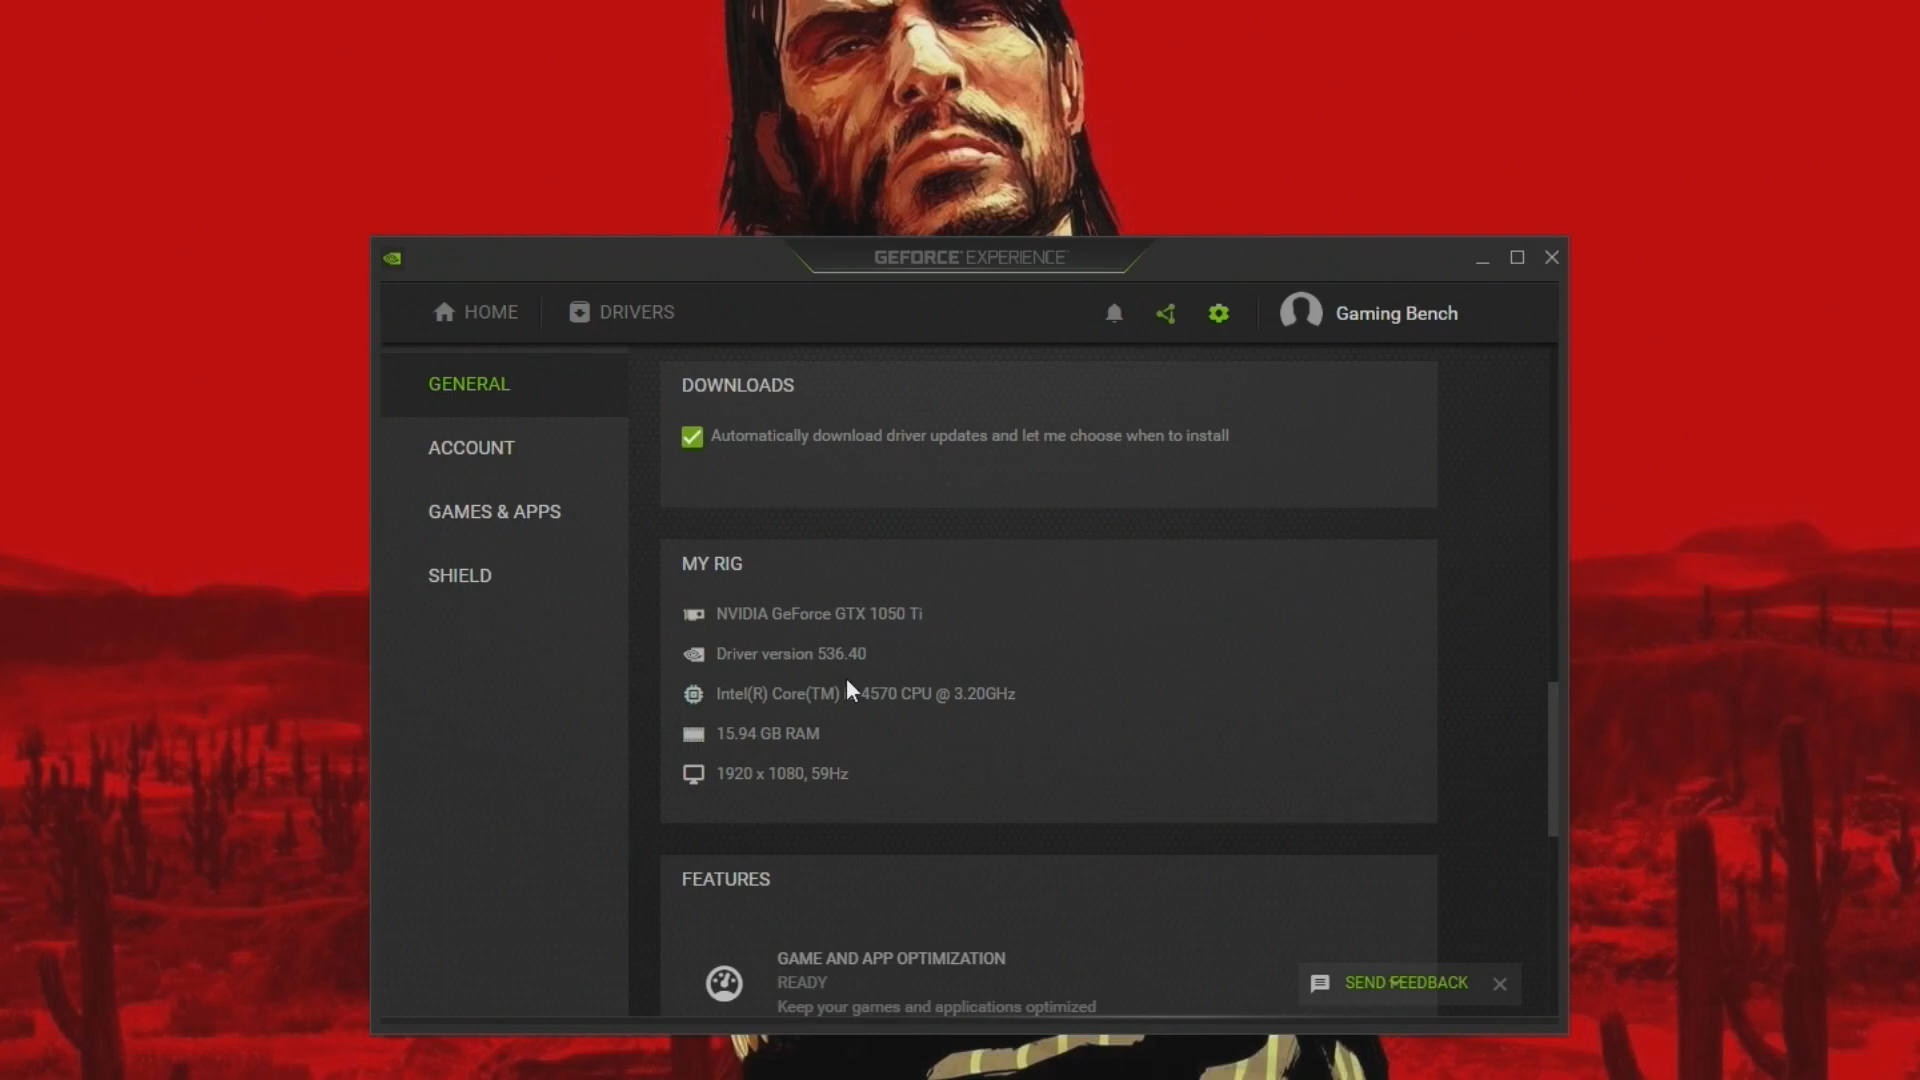 GEFORCE EXPERIENCE
HOME
DRIVERS
Gaming Bench
GENERAL
ACCOUNT
GAMES & APPS
SHIELD
DOWNLOADS
Automatically download driver updates and let me choose when to install
MY RIG
NVIDIA GeForce GTX 1050 Ti
Driver version 536.40
Intel(R) Core(TM) 4570 CPU @ 3.20GHz
15.94 GB RAM
1920 x 1080, 59Hz
FEATURES
GAME AND APP OPTIMIZATION
READY
Keep your games and applications optimized
SEND FEEDBACK